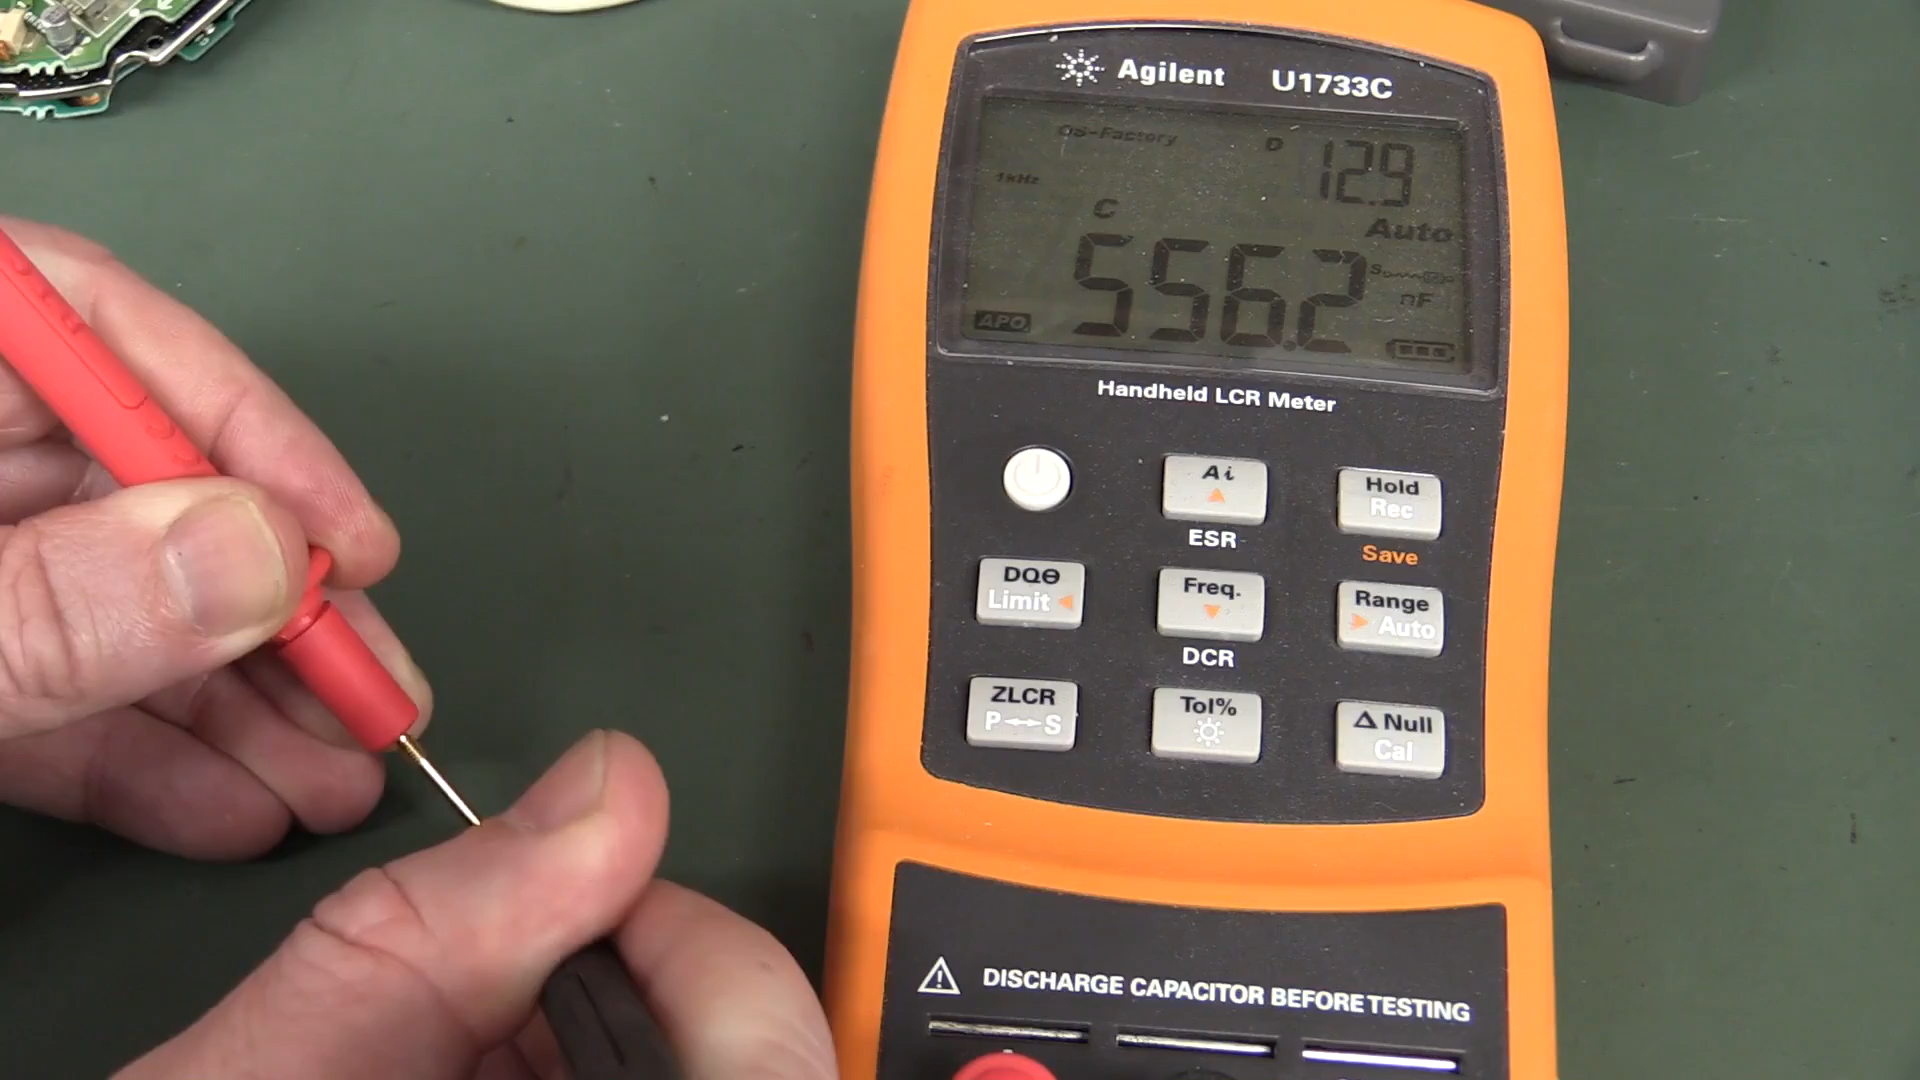 Agilent U1733C
OS-Factory
D 12.9
1kHz
C
Auto
556.2
nF
APO
Handheld LCR Meter
Ai
Hold
Rec
ESR
Save
DQΘ
Limit
Freq.
Range
Auto
DCR
ZLCR
P↔S
Tol%
Δ Null
Cal
DISCHARGE CAPACITOR BEFORE TESTING